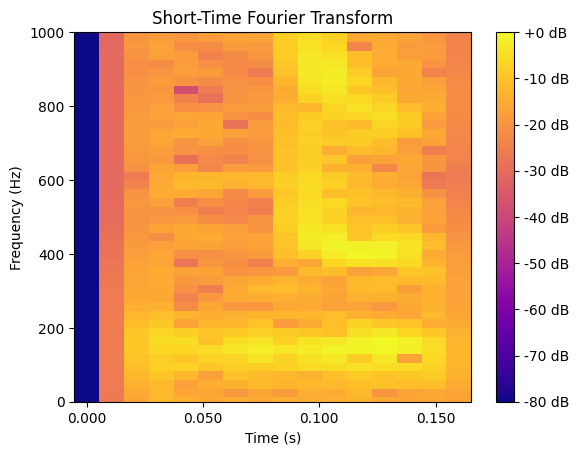 Short-Time Fourier Transform
1000
800
600
400
200
0
Frequency (Hz)
0.000
0.050
0.100
0.150
Time (s)
+0 dB
-10 dB
-20 dB
-30 dB
-40 dB
-50 dB
-60 dB
-70 dB
-80 dB